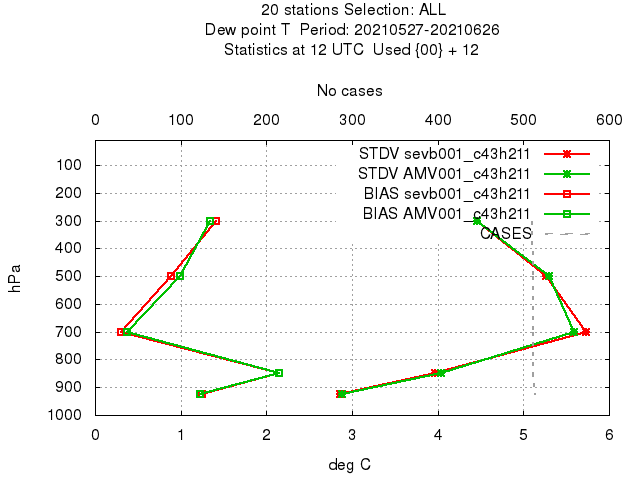 20 stations Selection: ALL
Dew point T  Period: 20210527-20210626
Statistics at 12 UTC  Used {00} + 12
No cases
0 100 200 300 400 500 600
STDV sevb001_c43h211
STDV AMV001_c43h211
BIAS sevb001_c43h211
BIAS AMV001_c43h211
CASES
hPa
100
200
300
400
500
600
700
800
900
1000
0 1 2 3 4 5 6
deg C